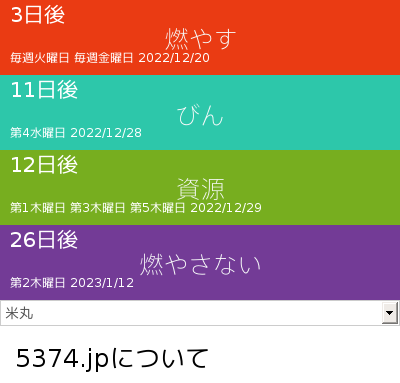 3日後
燃やす
毎週火曜日 毎週金曜日 2022/12/20
11日後
びん
第4水曜日 2022/12/28
12日後
資源
第1木曜日 第3木曜日 第5木曜日 2022/12/29
26日後
燃やさない
第2木曜日 2023/1/12
米丸
5374.jpについて